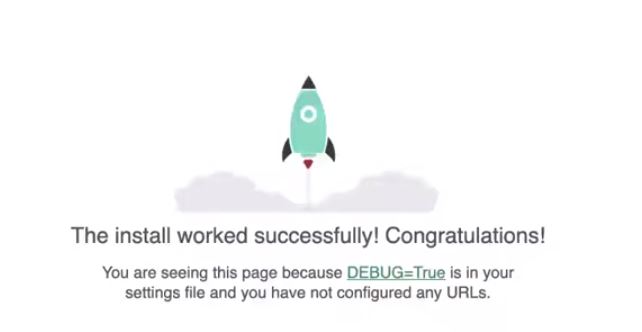 The install worked successfully! Congratulations!
You are seeing this page because DEBUG=True is in your
settings file and you have not configured any URLs.